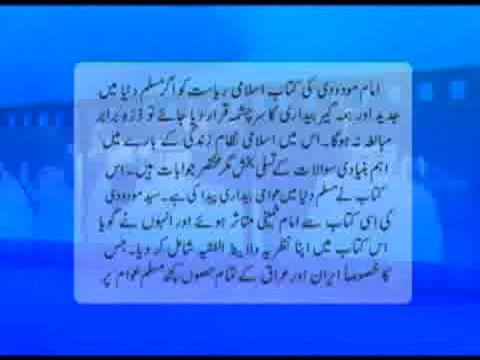 امام مودودی کی کتاب اسلامی ریاست کو اگر مسلم دنیا میں
جدید اور ہمہ گیر بیداری کا سرچشمہ قرار دیا جائے تو ذرہ برابر
مبالغہ نہ ہوگا۔ اس میں اسلامی نظام زندگی کے بارے میں
اہم بنیادی سوالات کے تسلی بخش مگر مختصر جوابات ہیں۔ اس
کتاب نے مسلم دنیا میں عوامی بیداری پیدا کی ہے۔ سید مودودی
کی اسی کتاب سے امام خمینی متاثر ہوئے اور انہوں نے گویا
اس کتاب میں اپنا نظریہ ولایۃ الفقیہ شامل کر دیا۔ جس
کا خصوصاً ایران اور عراق کے تمام حصوں کی مسلم عوام پر